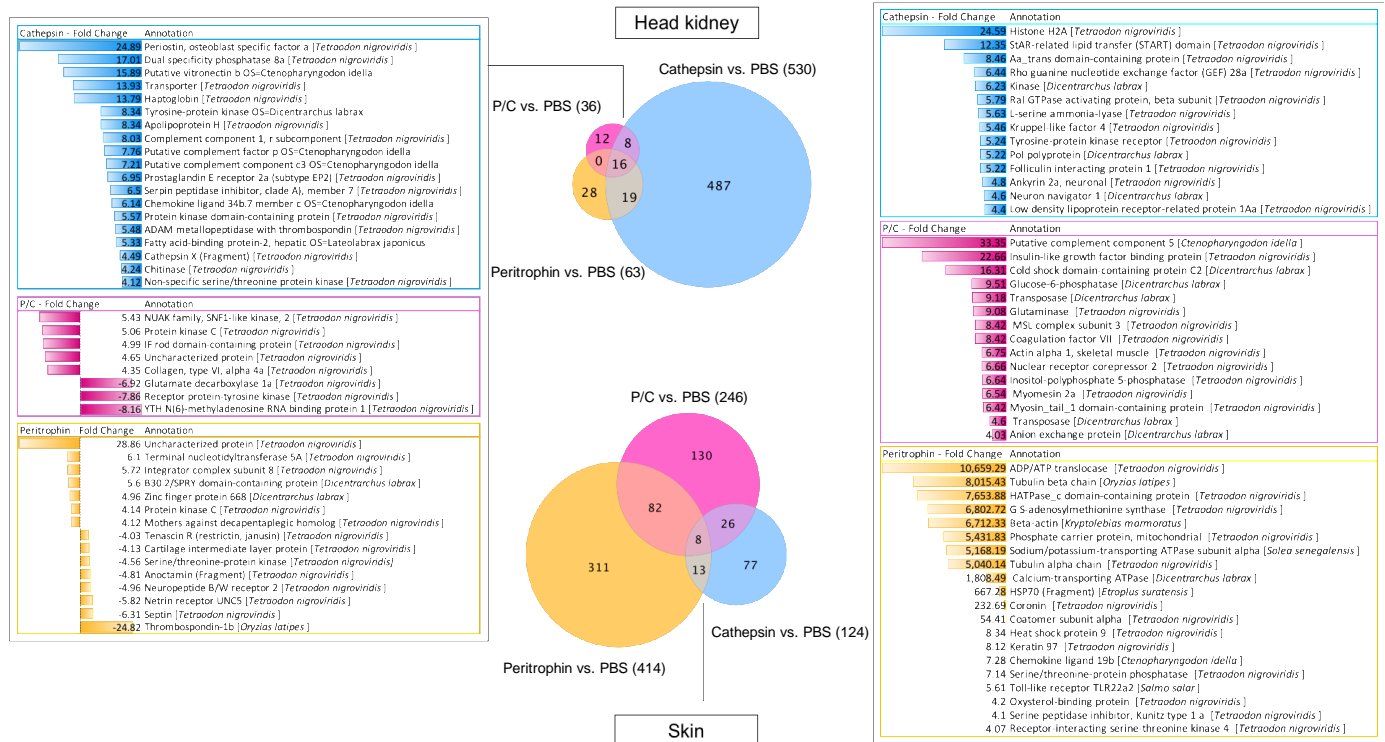 Head kidney
Cathepsin - Fold Change Annotation
24.89 Periostin, osteoblast specific factor a [Tetraodon nigroviridis]
17.01 Dual specificity phosphatase 8a [Tetraodon nigroviridis]
15.89 Putative vitronectin b OS=Ctenopharyngodon idella
13.93 Transporter [Tetraodon nigroviridis]
13.79 Haptoglobin [Tetraodon nigroviridis]
8.34 Tyrosine-protein kinase OS=Dicentrarchus labrax
8.34 Apolipoprotein H [Tetraodon nigroviridis]
8.03 Complement component 1, r subcomponent [Tetraodon nigroviridis]
7.76 Putative complement factor p OS=Ctenopharyngodon idella
7.21 Putative complement component c3 OS=Ctenopharyngodon idella
6.95 Prostaglandin E receptor 2a (subtype EP2) [Tetraodon nigroviridis]
6.5 Serpin peptidase inhibitor, clade A), member 7 [Tetraodon nigroviridis]
6.14 Chemokine ligand 34b.7 member c OS=Ctenopharyngodon idella
5.57 Protein kinase domain-containing protein [Tetraodon nigroviridis]
5.48 ADAM metallopeptidase with thrombospondin [Tetraodon nigroviridis]
5.33 Fatty acid-binding protein-2, hepatic OS=Lateolabrax japonicus
4.49 Cathepsin X (Fragment) [Tetraodon nigroviridis]
4.24 Chitinase [Tetraodon nigroviridis]
4.12 Non-specific serine/threonine protein kinase [Tetraodon nigroviridis]
P/C - Fold Change Annotation
5.43 NUAK family, SNF1-like kinase, 2 [Tetraodon nigroviridis]
5.06 Protein kinase C [Tetraodon nigroviridis]
4.99 IF rod domain-containing protein [Tetraodon nigroviridis]
4.65 Uncharacterized protein [Tetraodon nigroviridis]
4.35 Collagen, type VI, alpha 4a [Tetraodon nigroviridis]
-6.92 Glutamate decarboxylase 1a [Tetraodon nigroviridis]
-7.86 Receptor protein-tyrosine kinase [Tetraodon nigroviridis]
-8.16 YTH N(6)-methyladenosine RNA binding protein 1 [Tetraodon nigroviridis]
Peritrophin - Fold Change Annotation
28.86 Uncharacterized protein [Tetraodon nigroviridis]
6.1 Terminal nucleotidyltransferase 5A [Tetraodon nigroviridis]
5.72 Integrator complex subunit 8 [Tetraodon nigroviridis]
5.6 B30.2/SPRY domain-containing protein [Dicentrarchus labrax]
4.96 Zinc finger protein 668 [Dicentrarchus labrax]
4.14 Protein kinase C [Tetraodon nigroviridis]
4.12 Mothers against decapentaplegic homolog [Tetraodon nigroviridis]
-4.03 Tenascin R (restrictin, janusin) [Tetraodon nigroviridis]
-4.13 Cartilage intermediate layer protein [Tetraodon nigroviridis]
-4.56 Serine/threonine-protein kinase [Tetraodon nigroviridis]
-4.81 Anoctamin (Fragment) [Tetraodon nigroviridis]
-4.96 Neuropeptide B/W receptor 2 [Tetraodon nigroviridis]
-5.82 Netrin receptor UNC5 [Tetraodon nigroviridis]
-6.31 Septin [Tetraodon nigroviridis]
-24.82 Thrombospondin-1b [Oryzias latipes]
Cathepsin vs. PBS (530)
P/C vs. PBS (36)
12
8
0
16
487
28
19
Peritrophin vs. PBS (63)
P/C vs. PBS (246)
130
82
26
8
311
13
77
Cathepsin vs. PBS (124)
Peritrophin vs. PBS (414)
Skin
Cathepsin - Fold Change Annotation
24.59 Histone H2A [Tetraodon nigroviridis]
12.35 StAR-related lipid transfer (START) domain [Tetraodon nigroviridis]
8.46 Aa_trans domain-containing protein [Tetraodon nigroviridis]
6.44 Rho guanine nucleotide exchange factor (GEF) 28a [Tetraodon nigroviridis]
6.23 Kinase [Dicentrarchus labrax]
5.79 Ral GTPase activating protein, beta subunit [Tetraodon nigroviridis]
5.63 L-serine ammonia-lyase [Tetraodon nigroviridis]
5.46 Kruppel-like factor 4 [Tetraodon nigroviridis]
5.24 Tyrosine-protein kinase receptor [Tetraodon nigroviridis]
5.22 Pol polyprotein [Dicentrarchus labrax]
5.22 Folliculin interacting protein 1 [Tetraodon nigroviridis]
4.8 Ankyrin 2a, neuronal [Tetraodon nigroviridis]
4.6 Neuron navigator 1 [Dicentrarchus labrax]
4.4 Low density lipoprotein receptor-related protein 1Aa [Tetraodon nigroviridis]
P/C - Fold Change Annotation
33.35 Putative complement component 5 [Ctenopharyngodon idella]
22.66 Insulin-like growth factor binding protein [Tetraodon nigroviridis]
16.31 Cold shock domain-containing protein C2 [Dicentrarchus labrax]
9.51 Glucose-6-phosphatase [Dicentrarchus labrax]
9.18 Transposase [Dicentrarchus labrax]
9.08 Glutaminase [Tetraodon nigroviridis]
8.42 MSL complex subunit 3 [Tetraodon nigroviridis]
8.42 Coagulation factor VII [Tetraodon nigroviridis]
6.75 Actin alpha 1, skeletal muscle [Tetraodon nigroviridis]
6.66 Nuclear receptor corepressor 2 [Tetraodon nigroviridis]
6.64 Inositol-polyphosphate 5-phosphatase [Tetraodon nigroviridis]
6.54 Myomesin 2a [Tetraodon nigroviridis]
6.42 Myosin_tail_1 domain-containing protein [Tetraodon nigroviridis]
4.6 Transposase [Dicentrarchus labrax]
4.03 Anion exchange protein [Dicentrarchus labrax]
Peritrophin - Fold Change Annotation
10,659.29 ADP/ATP translocase [Tetraodon nigroviridis]
8,015.43 Tubulin beta chain [Oryzias latipes]
7,653.88 HATPase_c domain-containing protein [Tetraodon nigroviridis]
6,802.72 G S-adenosylmethionine synthase [Tetraodon nigroviridis]
6,712.33 Beta-actin [Kryptolebias marmoratus]
5,431.83 Phosphate carrier protein, mitochondrial [Tetraodon nigroviridis]
5,168.19 Sodium/potassium-transporting ATPase subunit alpha [Solea senegalensis]
5,040.14 Tubulin alpha chain [Tetraodon nigroviridis]
1,808.49 Calcium-transporting ATPase [Dicentrarchus labrax]
667.28 HSP70 (Fragment) [Etroplus suratensis]
232.69 Coronin [Tetraodon nigroviridis]
54.41 Coatomer subunit alpha [Tetraodon nigroviridis]
8.34 Heat shock protein 9 [Tetraodon nigroviridis]
8.12 Keratin 97 [Tetraodon nigroviridis]
7.28 Chemokine ligand 19b [Ctenopharyngodon idella]
7.14 Serine/threonine-protein phosphatase [Tetraodon nigroviridis]
5.61 Toll-like receptor TLR22a2 [Salmo salar]
4.2 Oxysterol-binding protein [Tetraodon nigroviridis]
4.1 Serine peptidase inhibitor, Kunitz type 1 a [Tetraodon nigroviridis]
4.07 Receptor-interacting serine-threonine kinase 4 [Tetraodon nigroviridis]